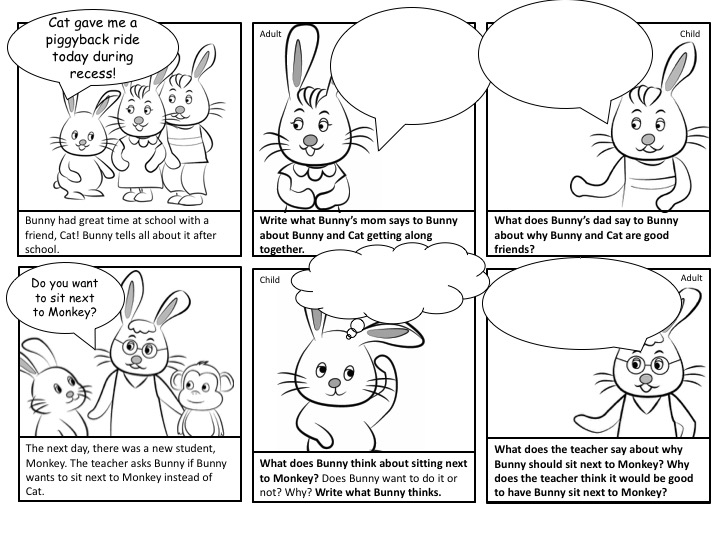 Cat gave me a
piggyback ride
today during
recess!
Bunny had great time at school with a
friend, Cat! Bunny tells all about it after
school.
Adult
Write what Bunny's mom says to Bunny
about Bunny and Cat getting along
together.
Child
What does Bunny's dad say to Bunny
about why Bunny and Cat are good
friends?
Do you want
to sit next
to Monkey?
The next day, there was a new student,
Monkey. The teacher asks Bunny if Bunny
wants to sit next to Monkey instead of
Cat.
Child
What does Bunny think about sitting next
to Monkey? Does Bunny want to do it or
not? Why? Write what Bunny thinks.
Adult
What does the teacher say about why
Bunny should sit next to Monkey? Why
does the teacher think it would be good
to have Bunny sit next to Monkey?